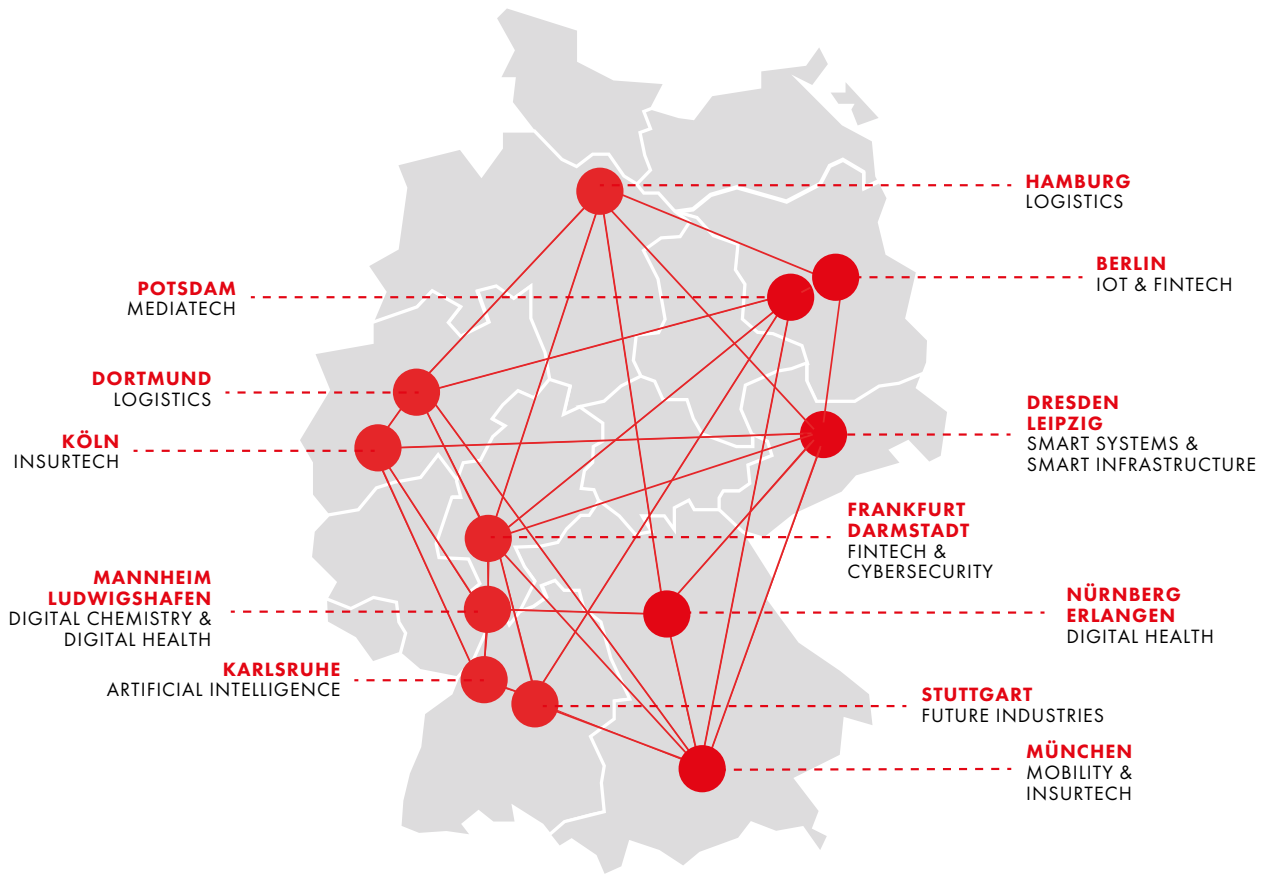 HAMBURG
LOGISTICS
BERLIN
IOT & FINTECH
POTSDAM
MEDIATECH
DORTMUND
LOGISTICS
DRESDEN
LEIPZIG
SMART SYSTEMS &
SMART INFRASTRUCTURE
KÖLN
INSURTECH
FRANKFURT
DARMSTADT
FINTECH &
CYBERSECURITY
MANNHEIM
LUDWIGSHAFEN
DIGITAL CHEMISTRY &
DIGITAL HEALTH
NÜRNBERG
ERLANGEN
DIGITAL HEALTH
KARLSRUHE
ARTIFICIAL INTELLIGENCE
STUTTGART
FUTURE INDUSTRIES
MÜNCHEN
MOBILITY &
INSURTECH